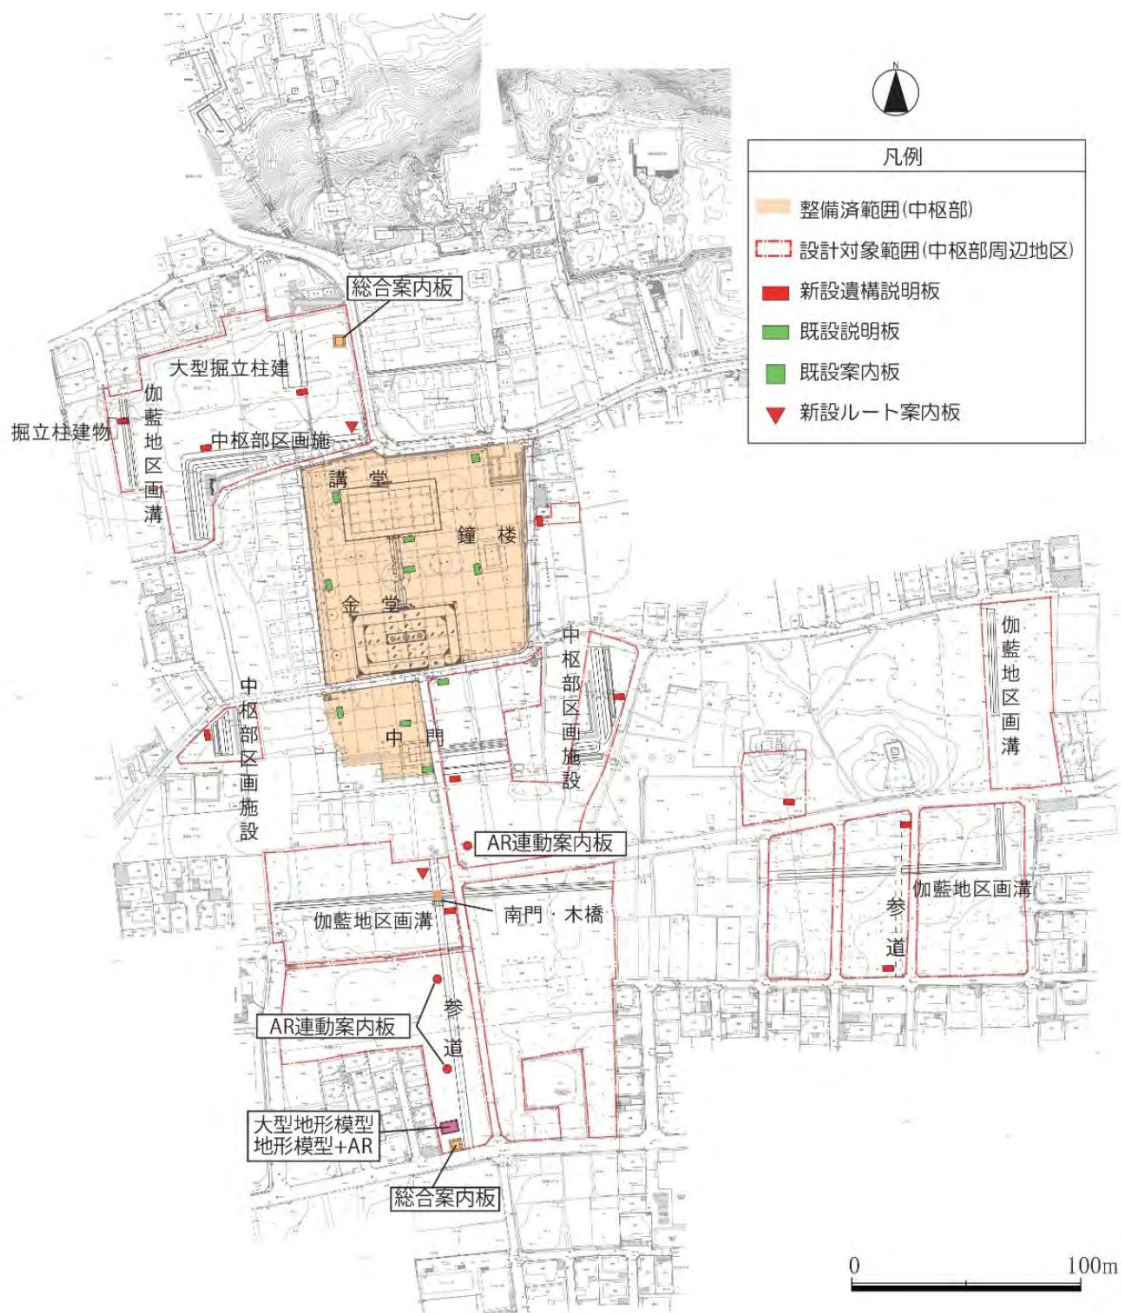 N
凡例
整備済範囲(中枢部)
設計対象範囲(中枢部周辺地区)
新設遺構説明板
既設説明板
既設案内板
新設ルート案内板
総合案内板
大型掘立柱建
伽藍地区画溝
掘立柱建物
中枢部区画施
講堂
鐘楼
金堂
中枢部区画施設
伽藍地区画溝
中枢部区画施設
中門
AR連動案内板
伽藍地区画溝
南門・木橋
伽藍地区画溝
参道
AR連動案内板
参道
大型地形模型
地形模型+AR
総合案内板
0
100m